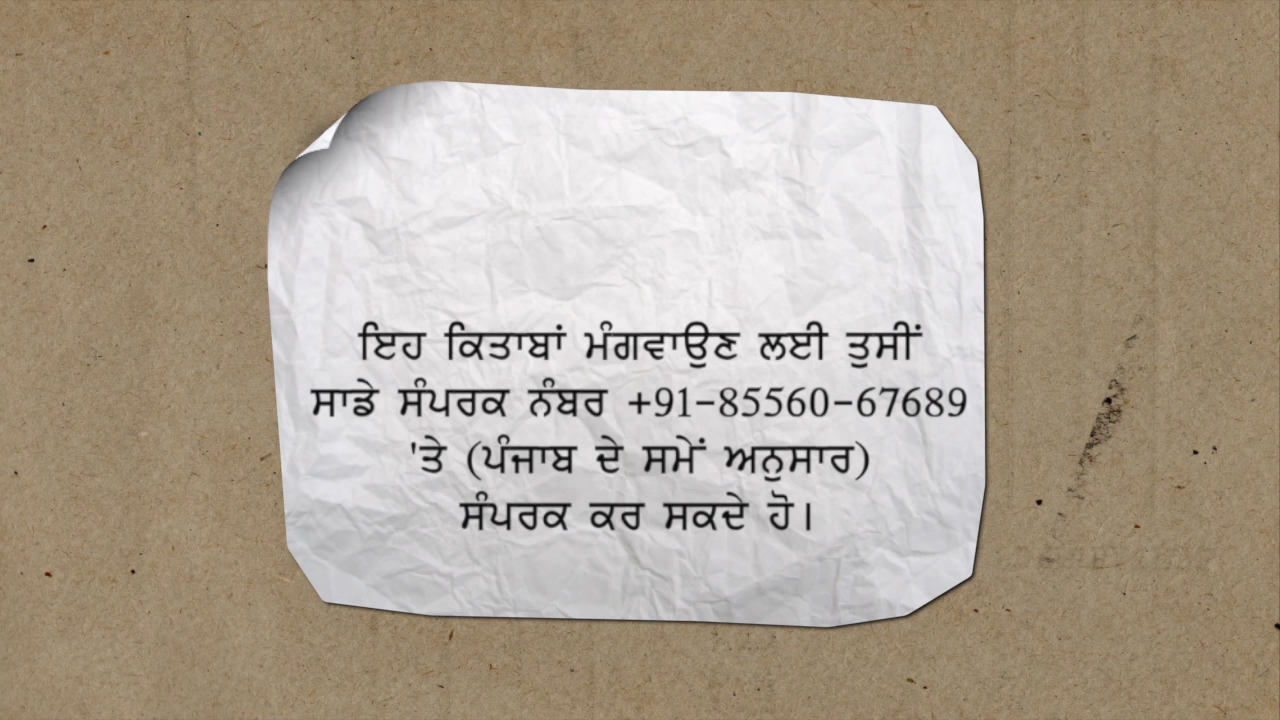 ਇਹ ਕਿਤਾਬਾਂ ਮੰਗਵਾਉਣ ਲਈ ਤੁਸੀਂ
ਸਾਡੇ ਸੰਪਰਕ ਨੰਬਰ +91-85560-67689
'ਤੇ (ਪੰਜਾਬ ਦੇ ਸਮੇਂ ਅਨੁਸਾਰ)
ਸੰਪਰਕ ਕਰ ਸਕਦੇ ਹੋ।